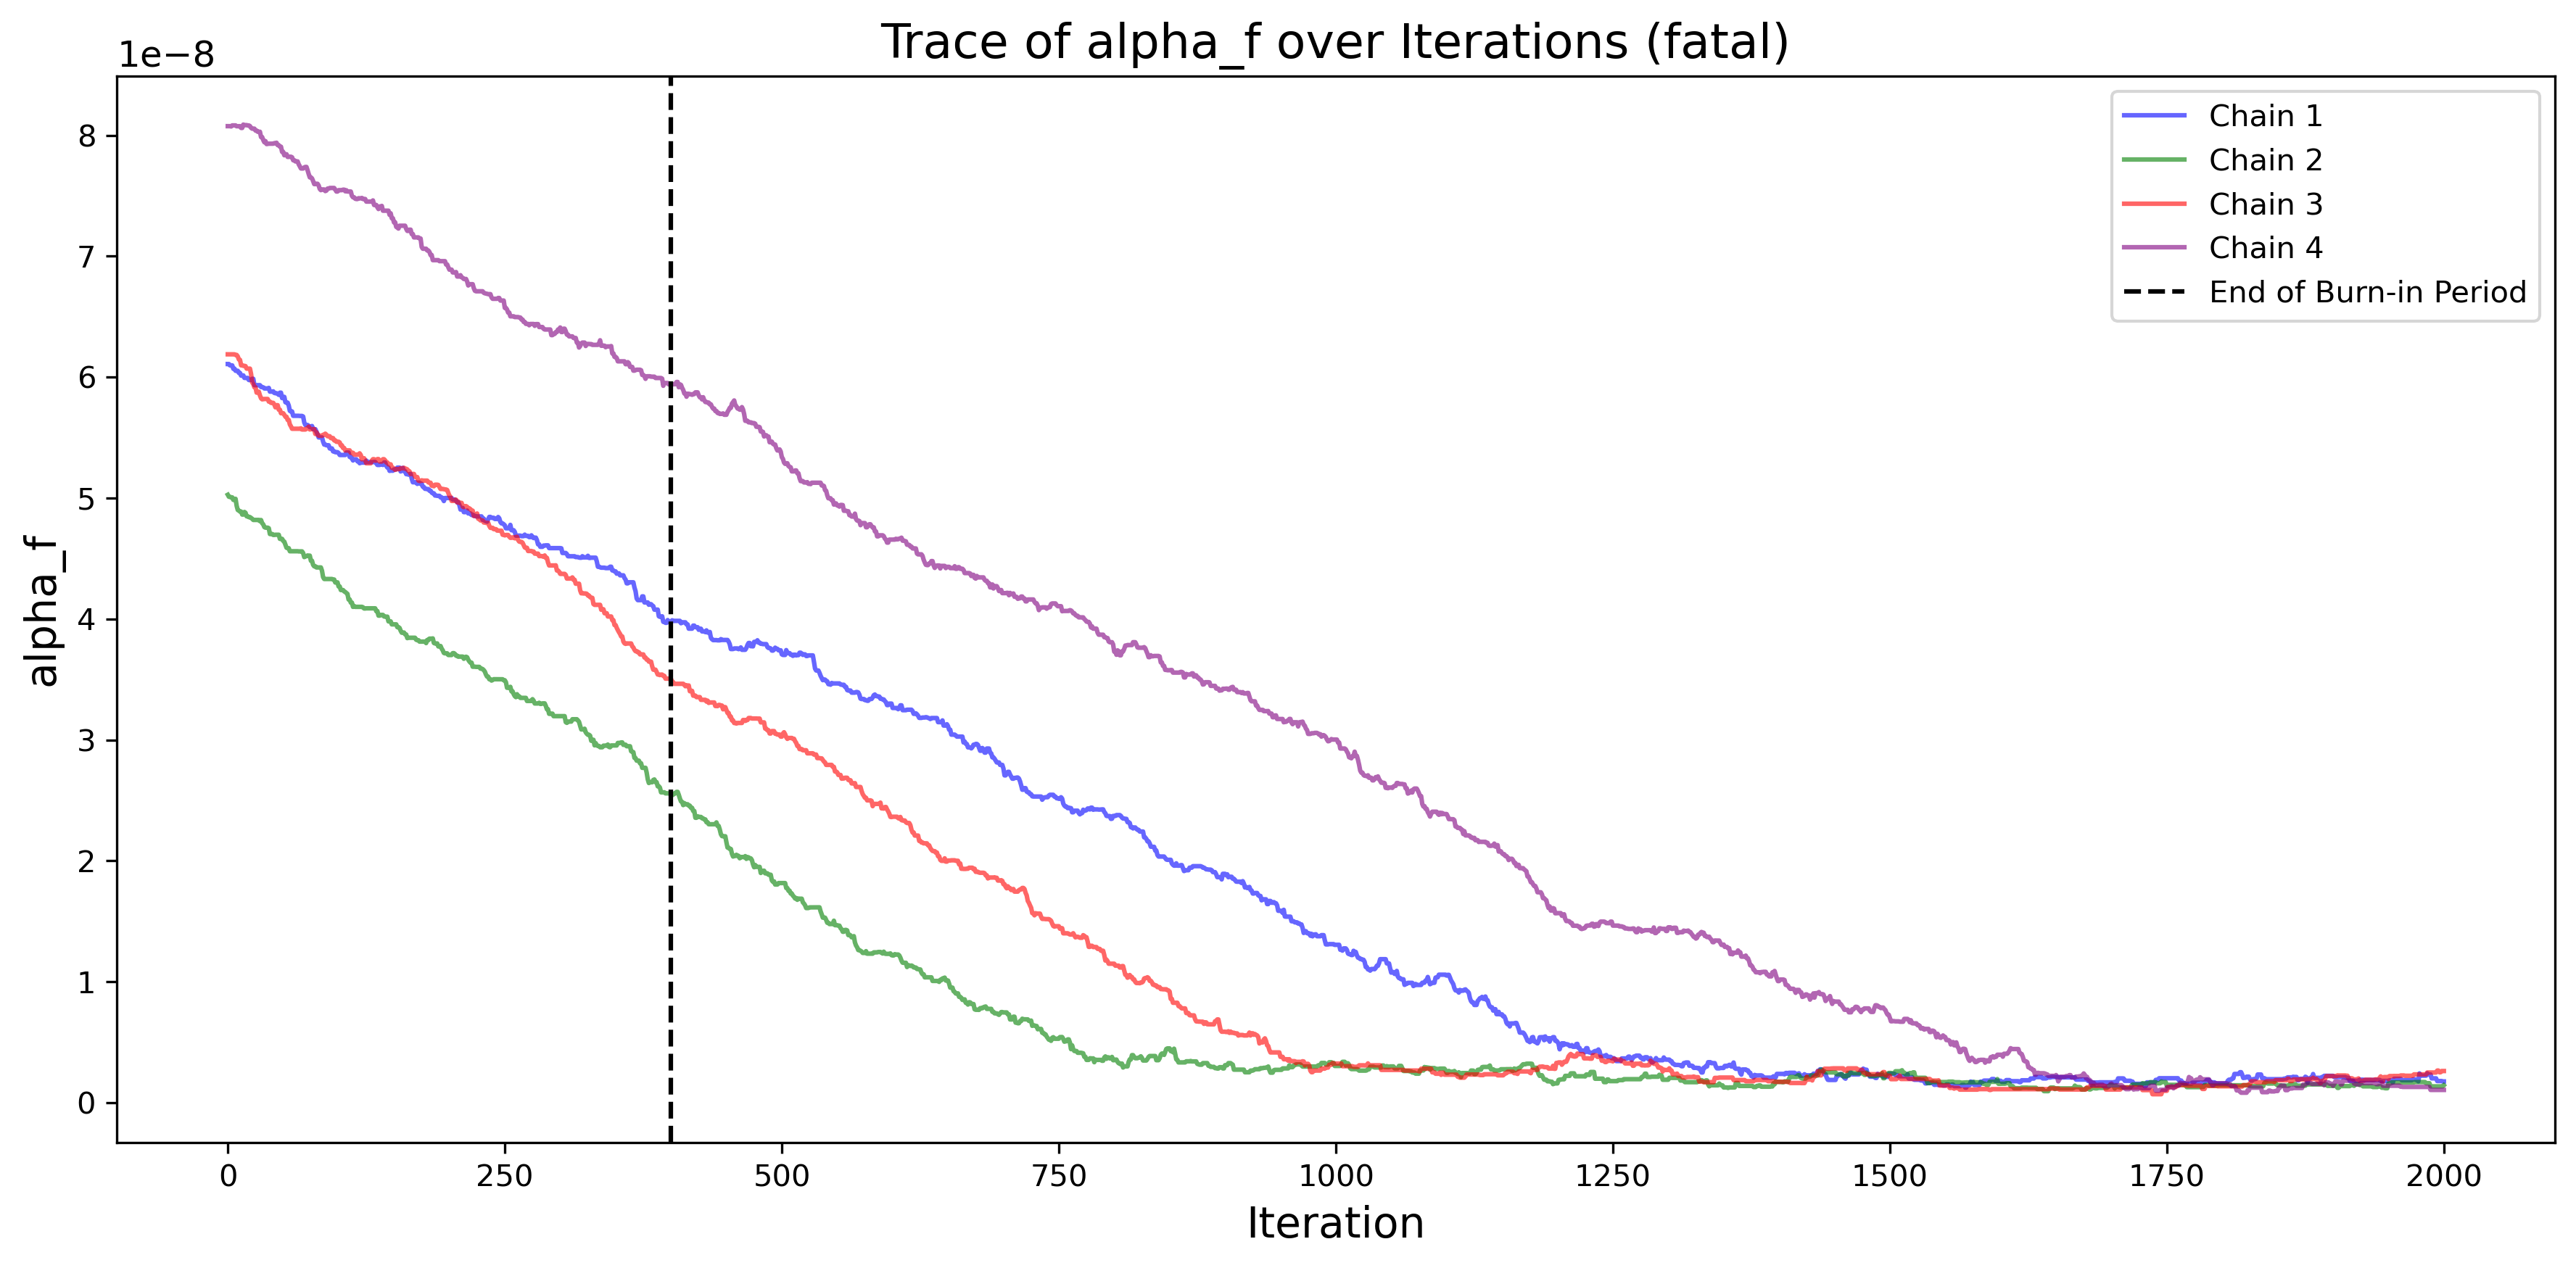 Trace of alpha_f over Iterations (fatal)
1e−8
8
7
6
5
4
3
2
1
0
alpha_f
Chain 1
Chain 2
Chain 3
Chain 4
End of Burn-in Period
0 250 500 750 1000 1250 1500 1750 2000
Iteration